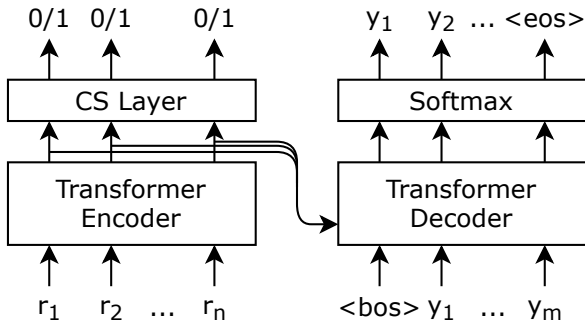 0/1 0/1 0/1
CS Layer
Transformer
Encoder
r1 r2 ... rn
y1 y2 ... <eos>
Softmax
Transformer
Decoder
<bos> y1 ... ym